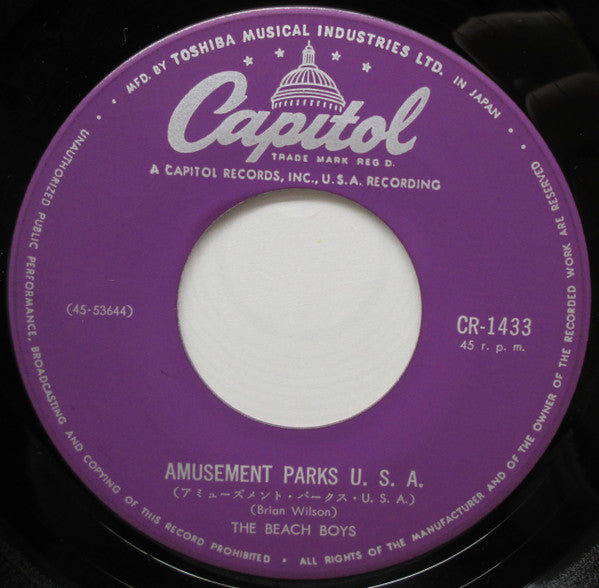 • MFD. BY TOSHIBA MUSICAL INDUSTRIES LTD. IN JAPAN •
Capitol
TRADE MARK REG D.
A CAPITOL RECORDS, INC., U.S.A. RECORDING
(45-53644)
CR-1433
45 r. p. m.
AMUSEMENT PARKS U. S. A.
(アミューズメント・パークス・U. S. A.)
(Brian Wilson)
THE BEACH BOYS
UNAUTHORIZED PUBLIC PERFORMANCE, BROADCASTING AND COPYING OF THIS RECORD PROHIBITED • ALL RIGHTS OF THE MANUFACTURER AND OF THE OWNER OF THE RECORDED WORK ARE RESERVED